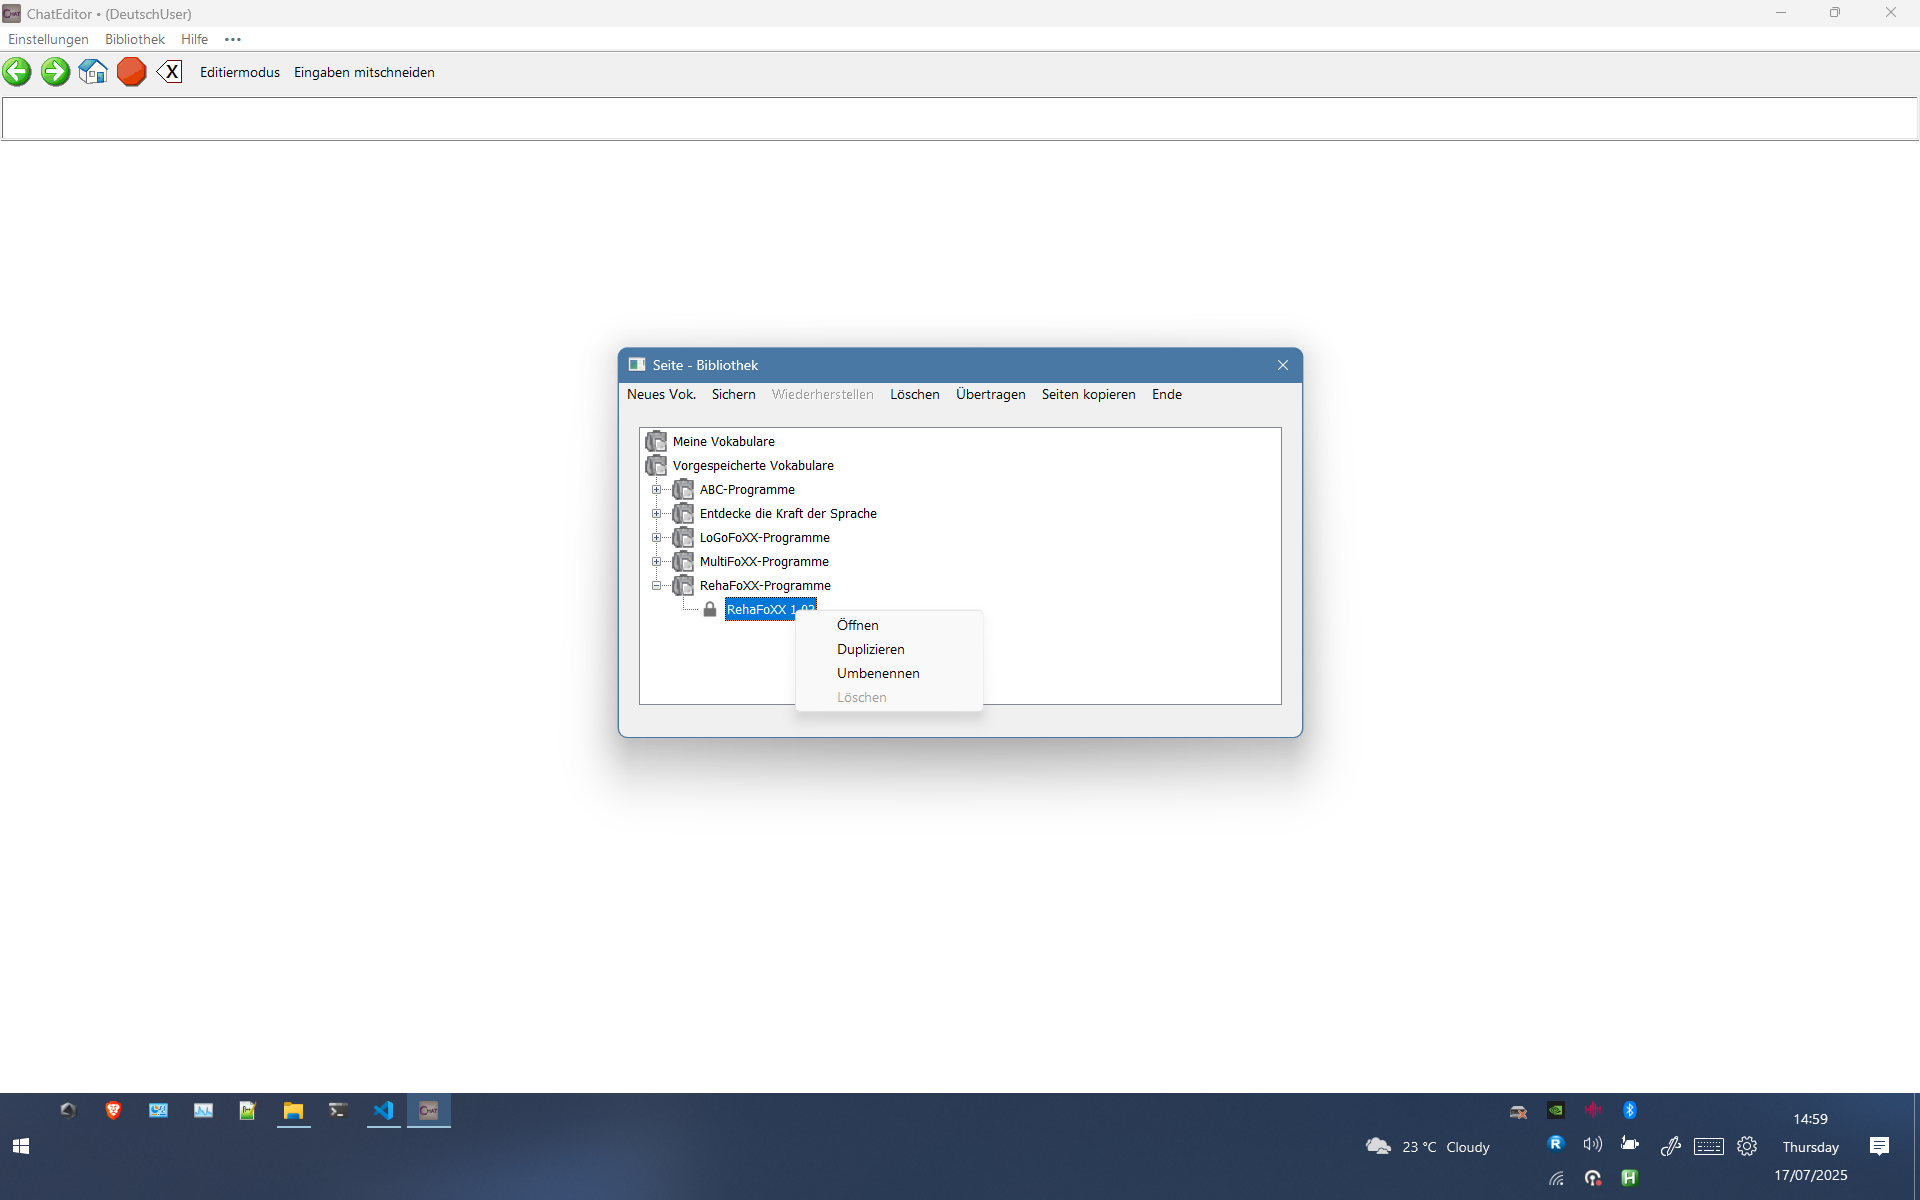 ChatEditor • (DeutschUser)
Einstellungen Bibliothek Hilfe •••
X Editiermodus Eingaben mitschneiden
Seite - Bibliothek
Neues Vok. Sichern Wiederherstellen Löschen Übertragen Seiten kopieren Ende
Meine Vokabulare
Vorgespeicherte Vokabulare
ABC-Programme
Entdecke die Kraft der Sprache
LoGoFoXX-Programme
MultiFoXX-Programme
RehaFoXX-Programme
RehaFoXX
Öffnen
Duplizieren
Umbenennen
Löschen
CHAT
14:59
23 °C Cloudy
R
Thursday
H
17/07/2025